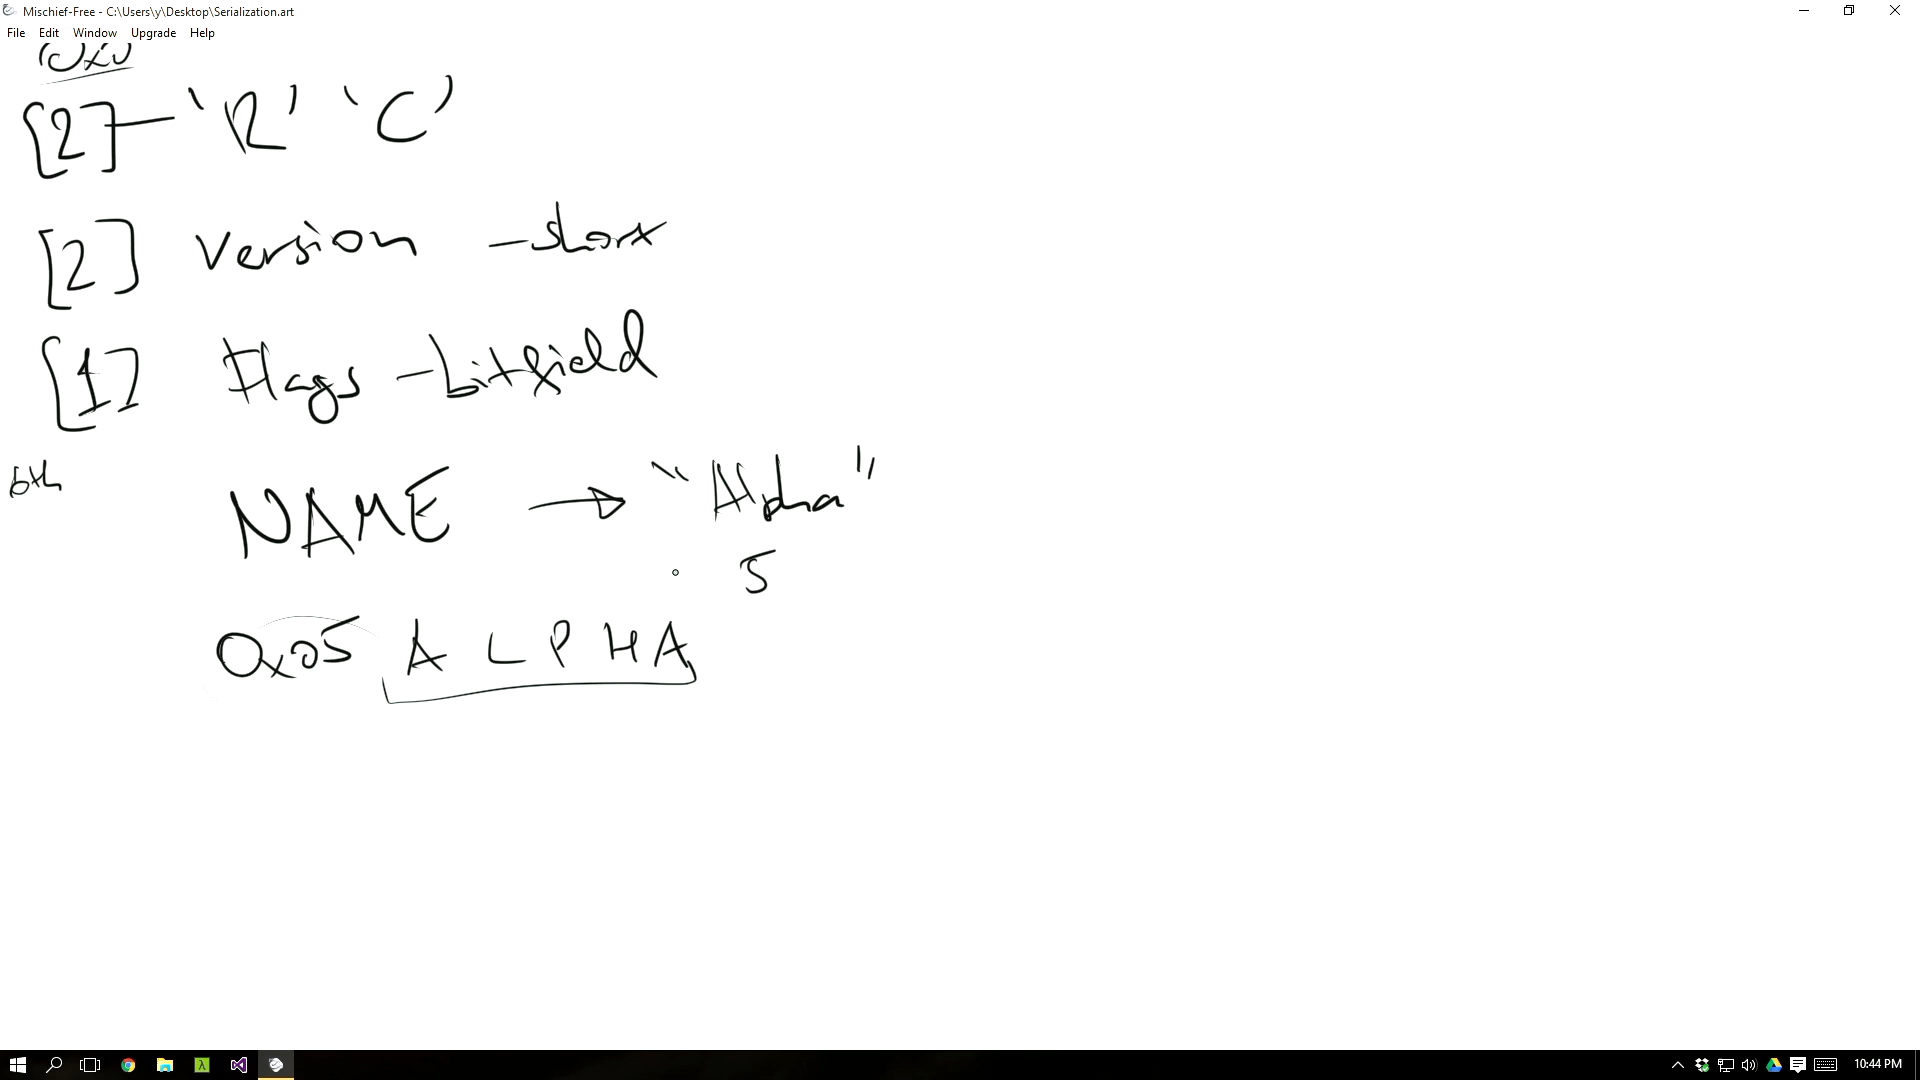 Mischief-Free - C:\Users\y\Desktop\Serialization.art
File Edit Window Upgrade Help
[2] - 'R' 'C'
[2] Version - short
[1] Flags - bitfield
6th NAME → "Alpha"
5
0x05 A L P H A
10:44 PM